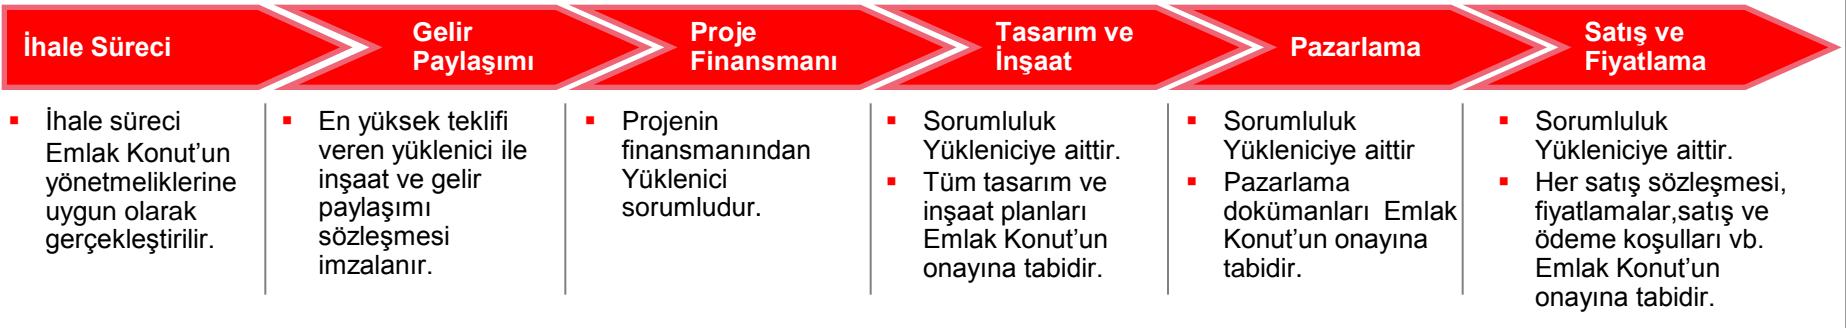 İhale Süreci
Gelir
Paylaşımı
Proje
Finansmanı
Tasarım ve
İnşaat
Pazarlama
Satış ve
Fiyatlama
▪ İhale süreci
Emlak Konut’un
yönetmeliklerine
uygun olarak
gerçekleştirilir.
▪ En yüksek teklifi
veren yüklenici ile
inşaat ve gelir
paylaşımı
sözleşmesi
imzalanır.
▪ Projenin
finansmanından
Yüklenici
sorumludur.
▪ Sorumluluk
Yükleniciye aittir.
▪ Tüm tasarım ve
inşaat planları
Emlak Konut’un
onayına tabidir.
▪ Sorumluluk
Yükleniciye aittir
▪ Pazarlama
dokümanları Emlak
Konut’un onayına
tabidir.
▪ Sorumluluk
Yükleniciye aittir.
▪ Her satış sözleşmesi,
fiyatlamalar,satış ve
ödeme koşulları vb.
Emlak Konut’un
onayına tabidir.